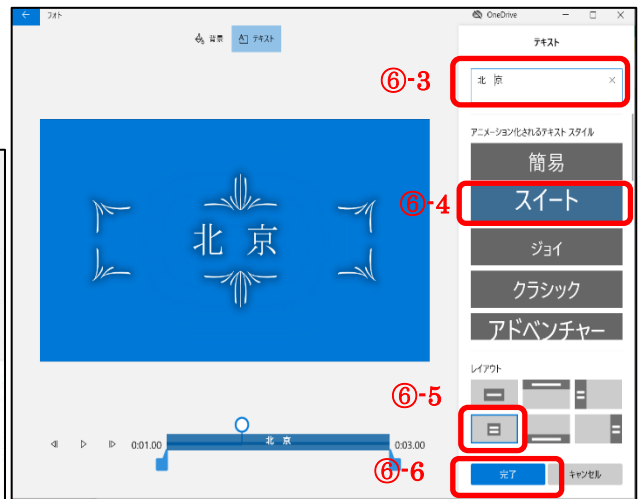 ← フォト OneDrive
背景 テキスト
テキスト
⑥-3
北 京
アニメーション化されるテキスト スタイル
簡易
⑥-4
スイート
北 京
ジョイ
クラシック
アドベンチャー
レイアウト
⑥-5
0:01.00 北 京 0:03.00
⑥-6
完了 キャンセル